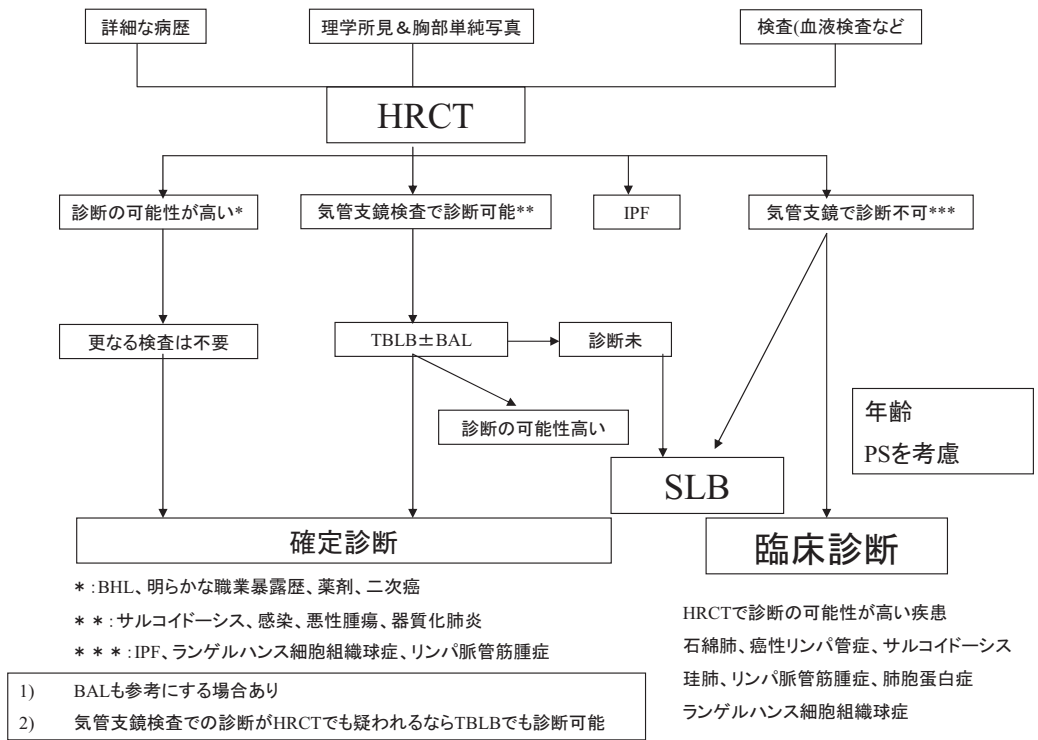 詳細な病歴
理学所見＆胸部単純写真
検査(血液検査など
HRCT
診断の可能性が高い*
気管支鏡検査で診断可能**
IPF
気管支鏡で診断不可***
更なる検査は不要
TBLB±BAL
診断未
診断の可能性高い
年齢
PSを考慮
SLB
確定診断
臨床診断
＊:BHL、明らかな職業暴露歴、薬剤、二次癌
＊＊:サルコイドーシス、感染、悪性腫瘍、器質化肺炎
＊＊＊:IPF、ランゲルハンス細胞組織球症、リンパ脈管筋腫症
HRCTで診断の可能性が高い疾患
石綿肺、癌性リンパ管症、サルコイドーシス
珪肺、リンパ脈管筋腫症、肺胞蛋白症
ランゲルハンス細胞組織球症
1) BALも参考にする場合あり
2) 気管支鏡検査での診断がHRCTでも疑われるならTBLBでも診断可能